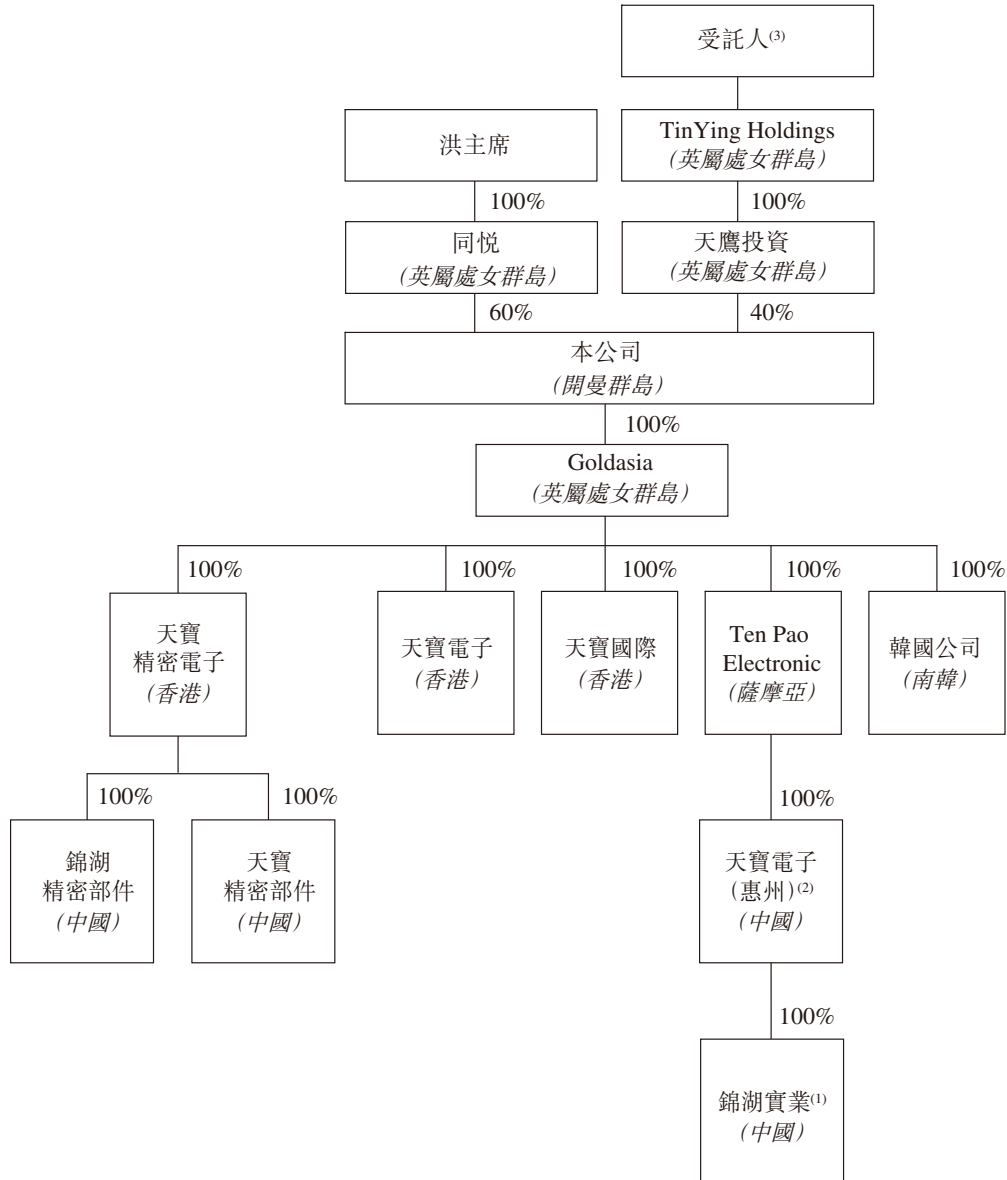 受託人(3)
洪主席
TinYing Holdings
(英屬處女群島)
100%
100%
同悅
(英屬處女群島)
天鷹投資
(英屬處女群島)
60%
40%
本公司
(開曼群島)
100%
Goldasia
(英屬處女群島)
100%
100%
100%
100%
100%
天寶
精密電子
(香港)
天寶電子
(香港)
天寶國際
(香港)
Ten Pao
Electronic
(薩摩亞)
韓國公司
(南韓)
100%
100%
100%
錦湖
精密部件
(中國)
天寶
精密部件
(中國)
天寶電子
(惠州)(2)
(中國)
100%
錦湖實業(1)
(中國)